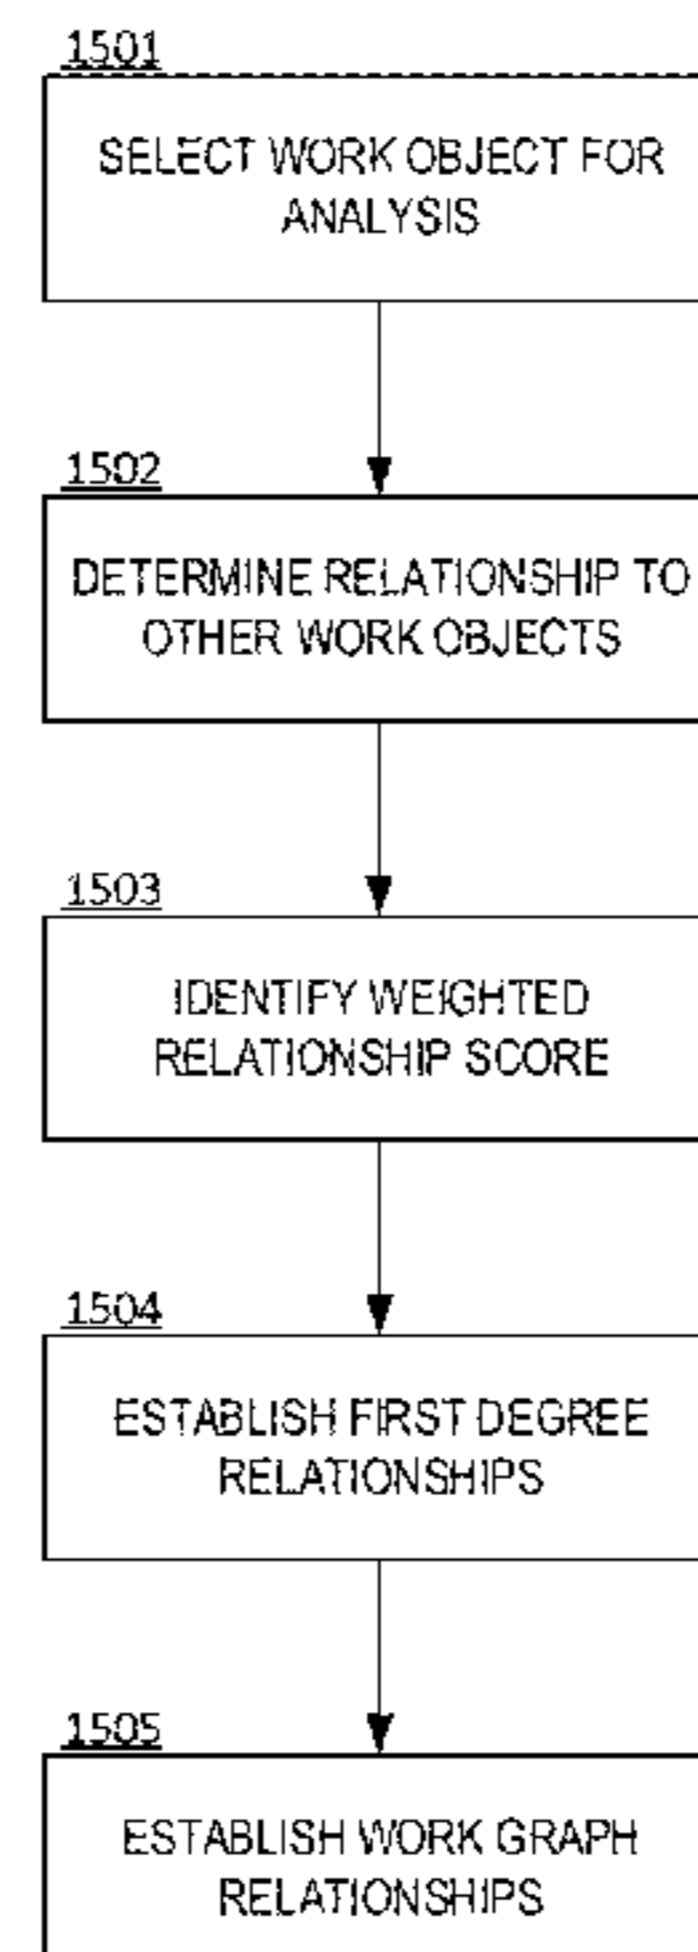 1501
SELECT WORK OBJECT FOR
ANALYSIS
1502
DETERMINE RELATIONSHIP TO
OTHER WORK OBJECTS
1503
IDENTIFY WEIGHTED
RELATIONSHIP SCORE
1504
ESTABLISH FIRST DEGREE
RELATIONSHIPS
1505
ESTABLISH WORK GRAPH
RELATIONSHIPS